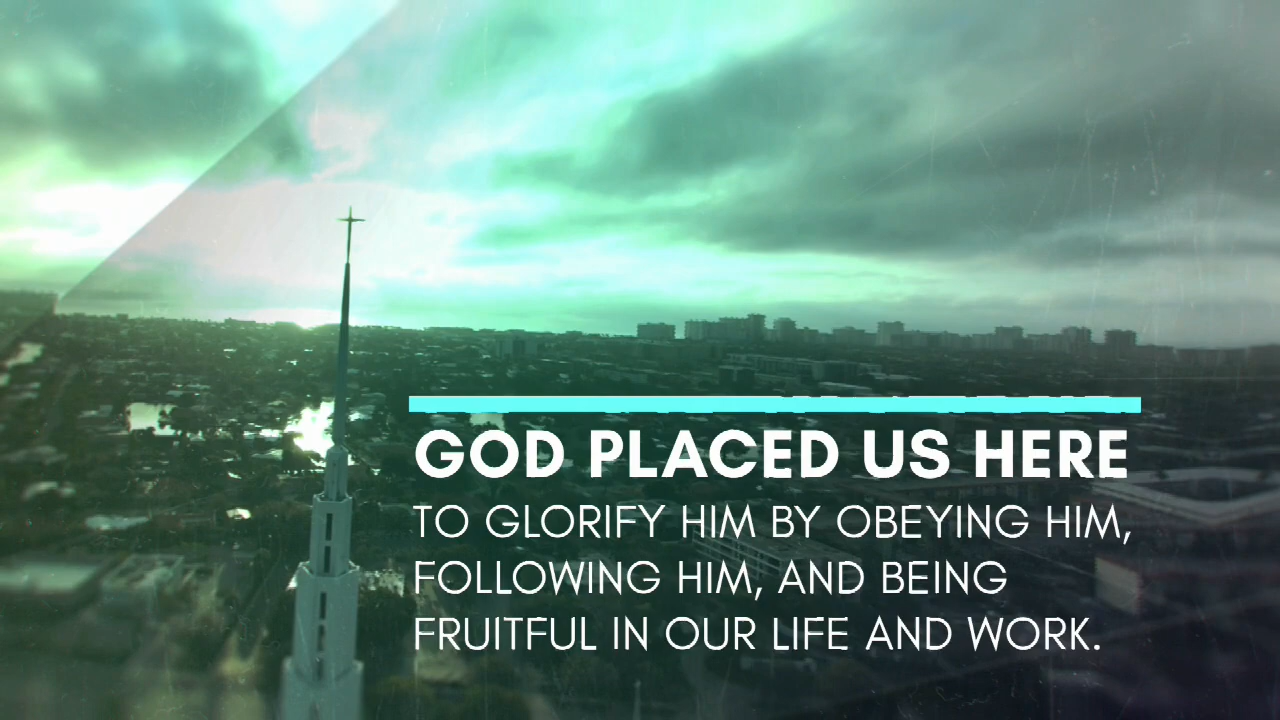 GOD PLACED US HERE
TO GLORIFY HIM BY OBEYING HIM,
FOLLOWING HIM, AND BEING
FRUITFUL IN OUR LIFE AND WORK.